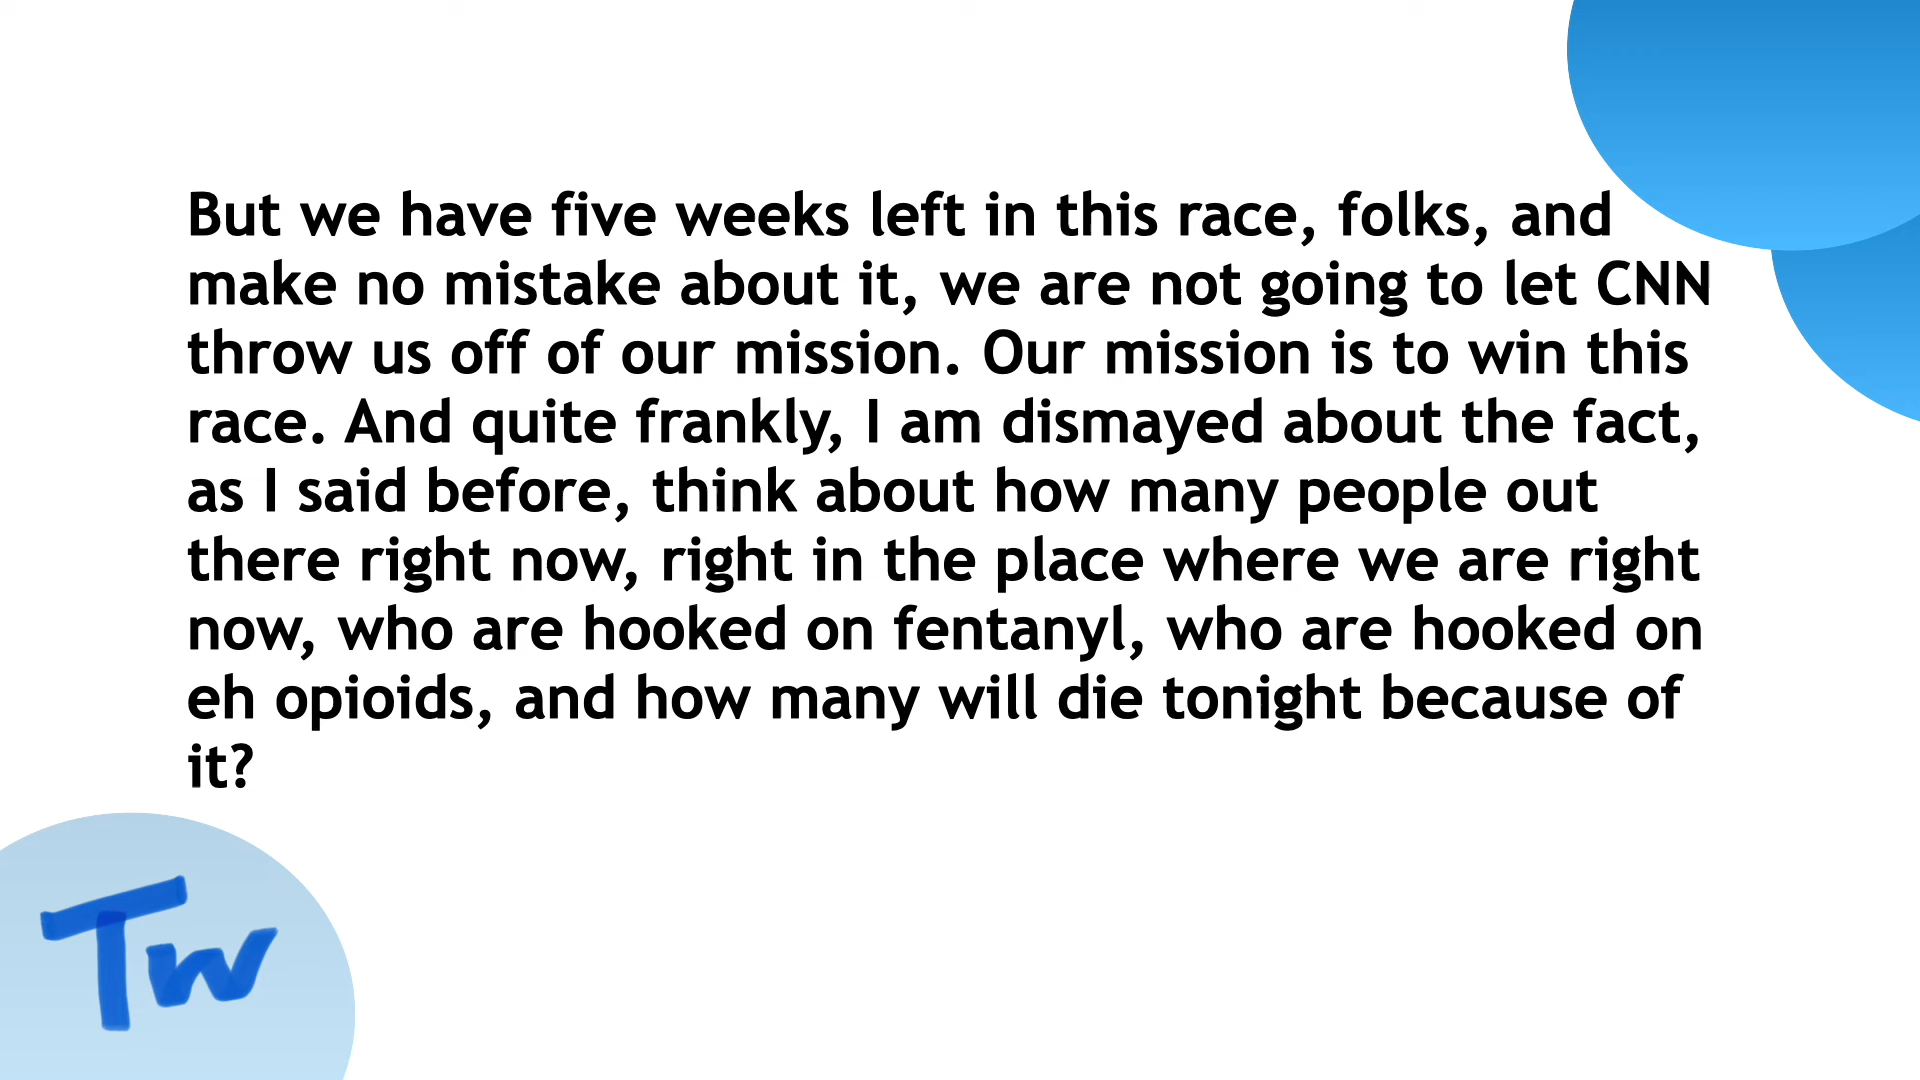 But we have five weeks left in this race, folks, and
make no mistake about it, we are not going to let CNN
throw us off of our mission. Our mission is to win this
race. And quite frankly, I am dismayed about the fact,
as I said before, think about how many people out
there right now, right in the place where we are right
now, who are hooked on fentanyl, who are hooked on
eh opioids, and how many will die tonight because of
it?
Tw